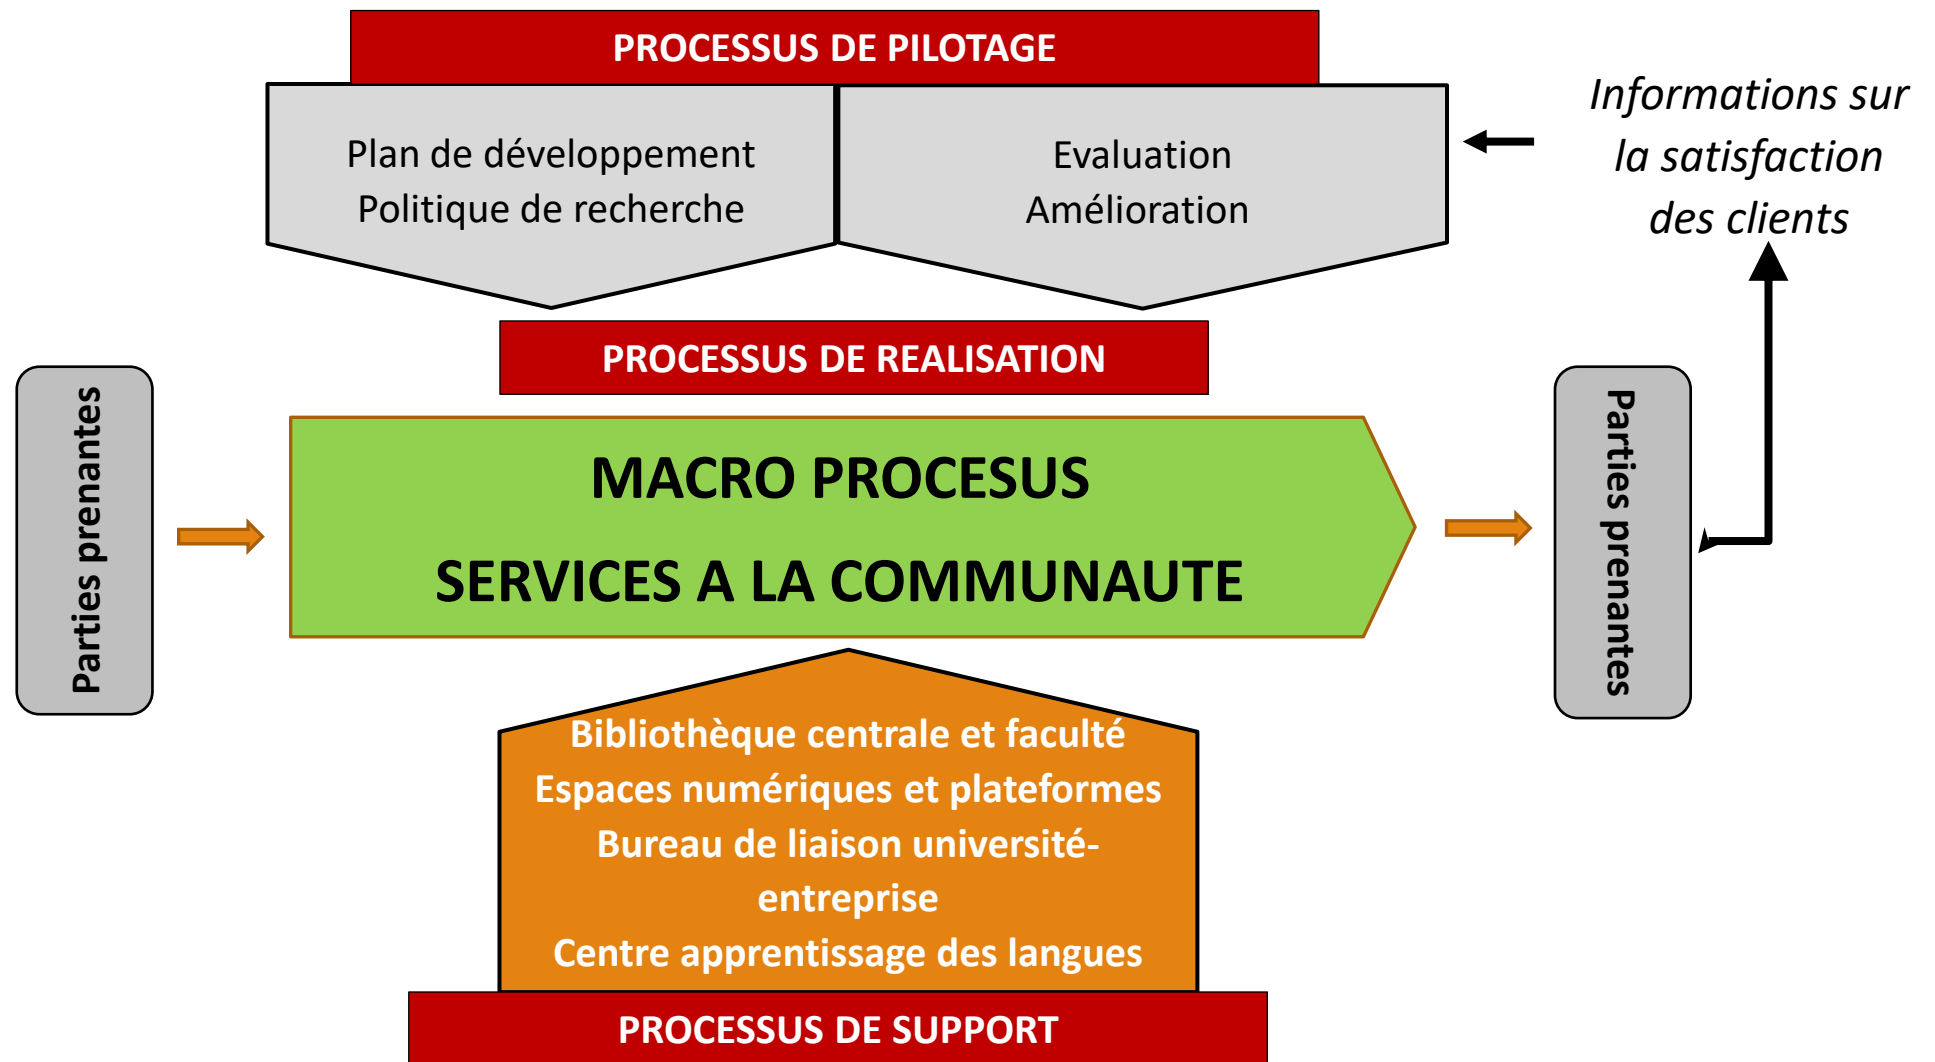 PROCESSUS DE PILOTAGE
Plan de développement
Politique de recherche
Evaluation
Amélioration
Informations sur
la satisfaction
des clients
PROCESSUS DE REALISATION
Parties prenantes
MACRO PROCESUS
SERVICES A LA COMMUNAUTE
Parties prenantes
Bibliothèque centrale et faculté
Espaces numériques et plateformes
Bureau de liaison université-
entreprise
Centre apprentissage des langues
PROCESSUS DE SUPPORT